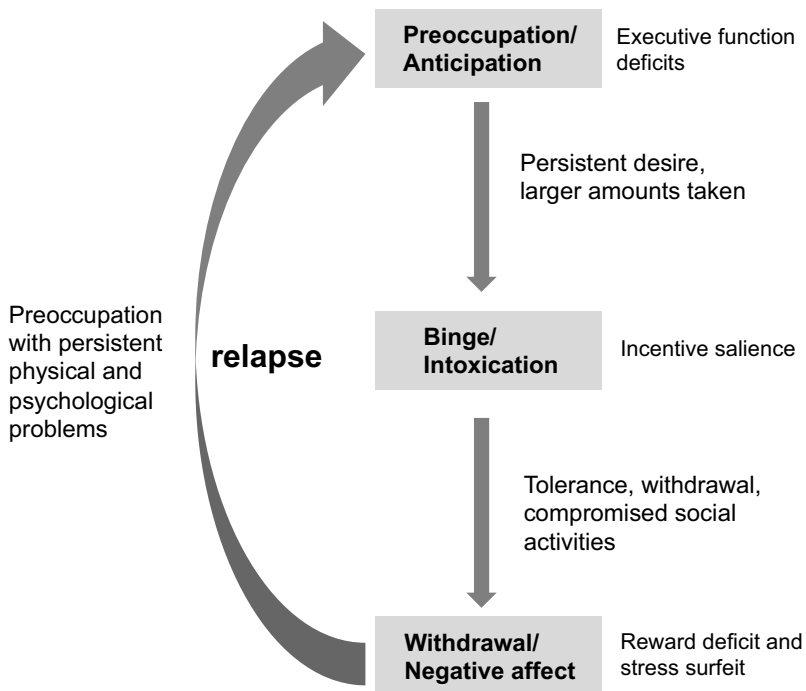 Preoccupation/
Anticipation
Executive function
deficits
Persistent desire,
larger amounts taken
Preoccupation
with persistent
physical and
psychological
problems
relapse
Binge/
Intoxication
Incentive salience
Tolerance, withdrawal,
compromised social
activities
Withdrawal/
Negative affect
Reward deficit and
stress surfeit